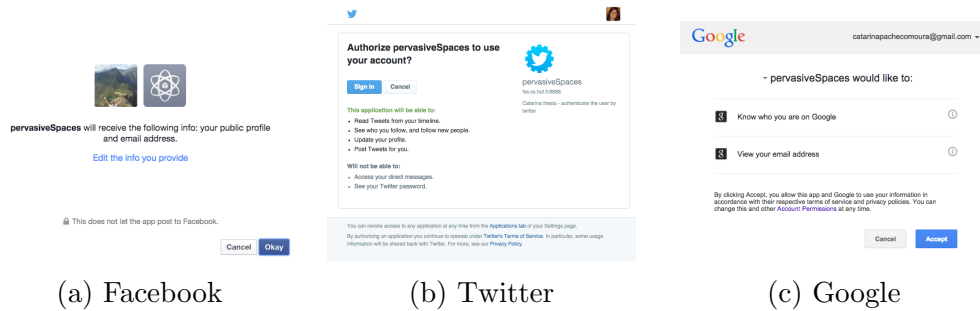 pervasiveSpaces will receive the following info: your public profile
and email address.
Edit the info you provide
This does not let the app post to Facebook.
Cancel Okay
(a) Facebook
Authorize pervasiveSpaces to use
your account?
Sign In Cancel
This application will be able to:
• Read Tweets from your timeline.
• See who you follow, and follow new people.
• Update your profile.
• Post Tweets for you.
Will not be able to:
• Access your direct messages.
• See your Twitter password.
pervasiveSpaces
fss.cs.hut.fi:8666
Catarina thesis - authenticate the user by
twitter
You can revoke access to any application at any time from the Applications tab of your Settings page.
By authorizing an application you continue to operate under Twitter's Terms of Service. In particular, some usage
information will be shared back with Twitter. For more, see our Privacy Policy.
(b) Twitter
Google
catarinapachecomoura@gmail.com
pervasiveSpaces would like to:
8 Know who you are on Google
8 View your email address
By clicking Accept, you allow this app and Google to use your information in
accordance with their respective terms of service and privacy policies. You can
change this and other Account Permissions at any time.
Cancel Accept
(c) Google